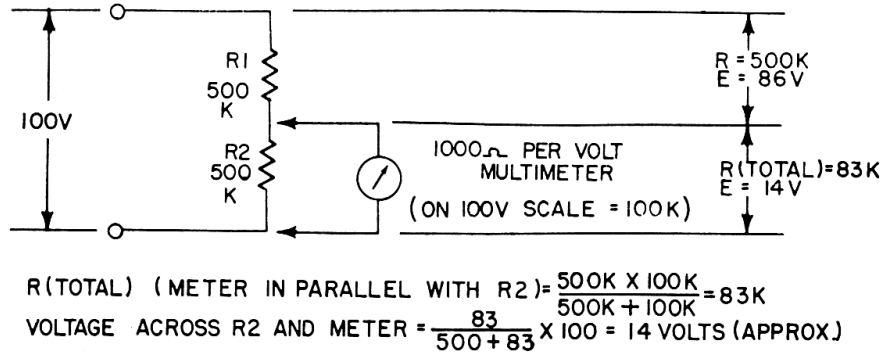 R1
500
K
R = 500K
E = 86V
100V
R2
500
K
1000Ω PER VOLT
MULTIMETER
(ON 100V SCALE = 100K)
R(TOTAL)=83K
E = 14V
R(TOTAL) (METER IN PARALLEL WITH R2)= 500K X 100K / 500K + 100K = 83K
VOLTAGE ACROSS R2 AND METER = 83 / 500 + 83 X 100 = 14 VOLTS (APPROX.)